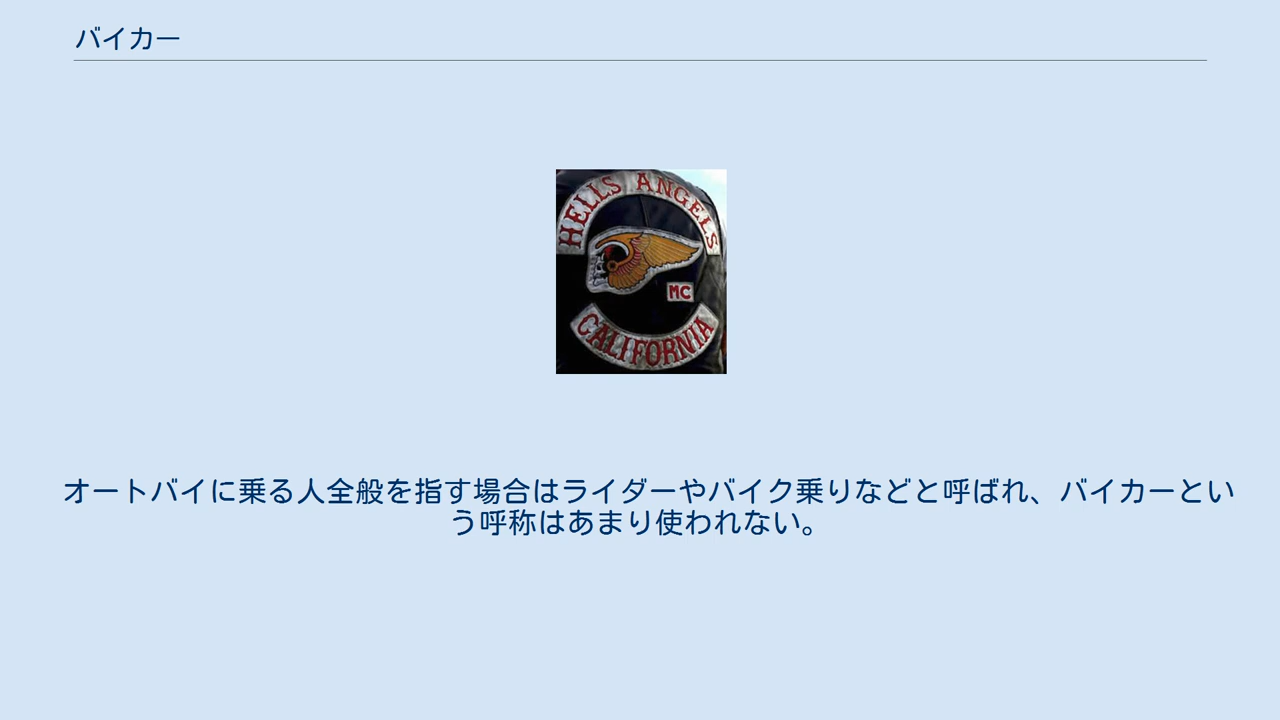 バイカー
HELLS ANGELS
MC
CALIFORNIA
オートバイに乗る人全般を指す場合はライダーやバイク乗りなどと呼ばれ、バイカーとい
う呼称はあまり使われない。